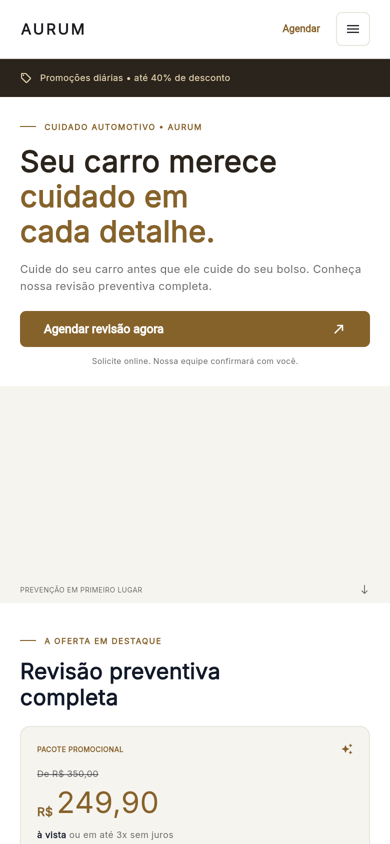 AURUM
Agendar
Promoções diárias • até 40% de desconto
CUIDADO AUTOMOTIVO • AURUM
Seu carro merece
cuidado em
cada detalhe.
Cuide do seu carro antes que ele cuide do seu bolso. Conheça
nossa revisão preventiva completa.
Agendar revisão agora
Solicite online. Nossa equipe confirmará com você.
PREVENÇÃO EM PRIMEIRO LUGAR
A OFERTA EM DESTAQUE
Revisão preventiva
completa
PACOTE PROMOCIONAL
De R$ 350,00
R$ 249,90
à vista ou em até 3x sem juros